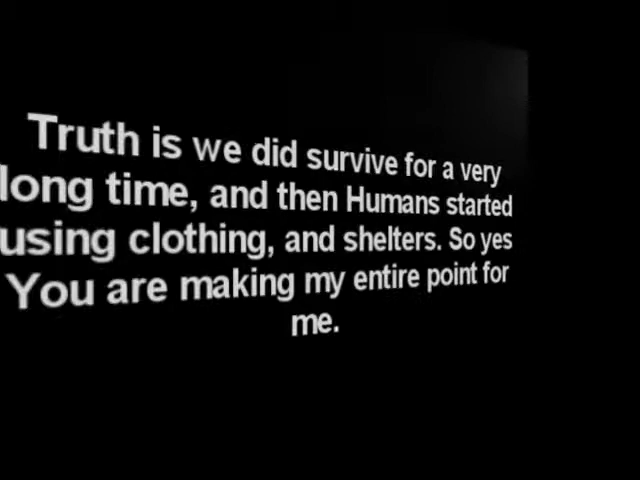 Truth is we did survive for a very
long time, and then Humans started
using clothing, and shelters. So yes
You are making my entire point for
me.